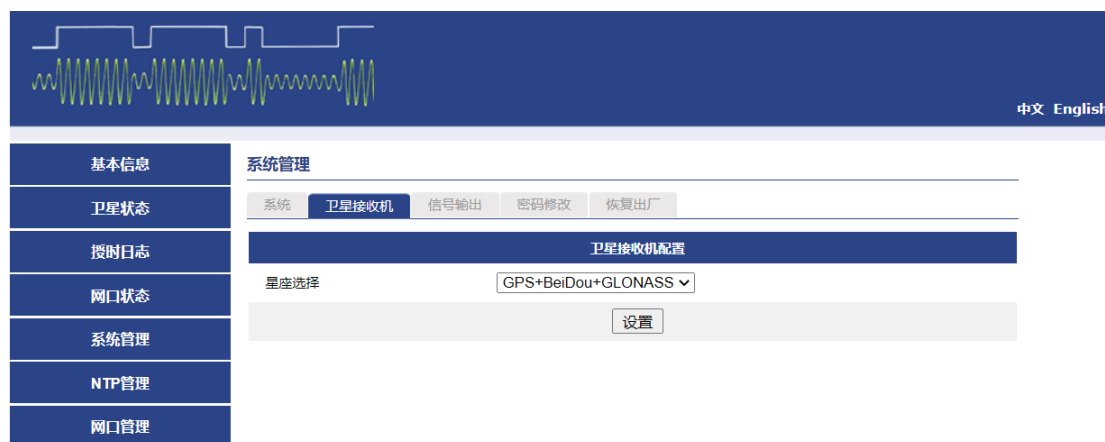 中文 English
基本信息
卫星状态
授时日志
网口状态
系统管理
NTP管理
网口管理
系统管理
系统 卫星接收机 信号输出 密码修改 恢复出厂
卫星接收机配置
星座选择 GPS+BeiDou+GLONASS
设置